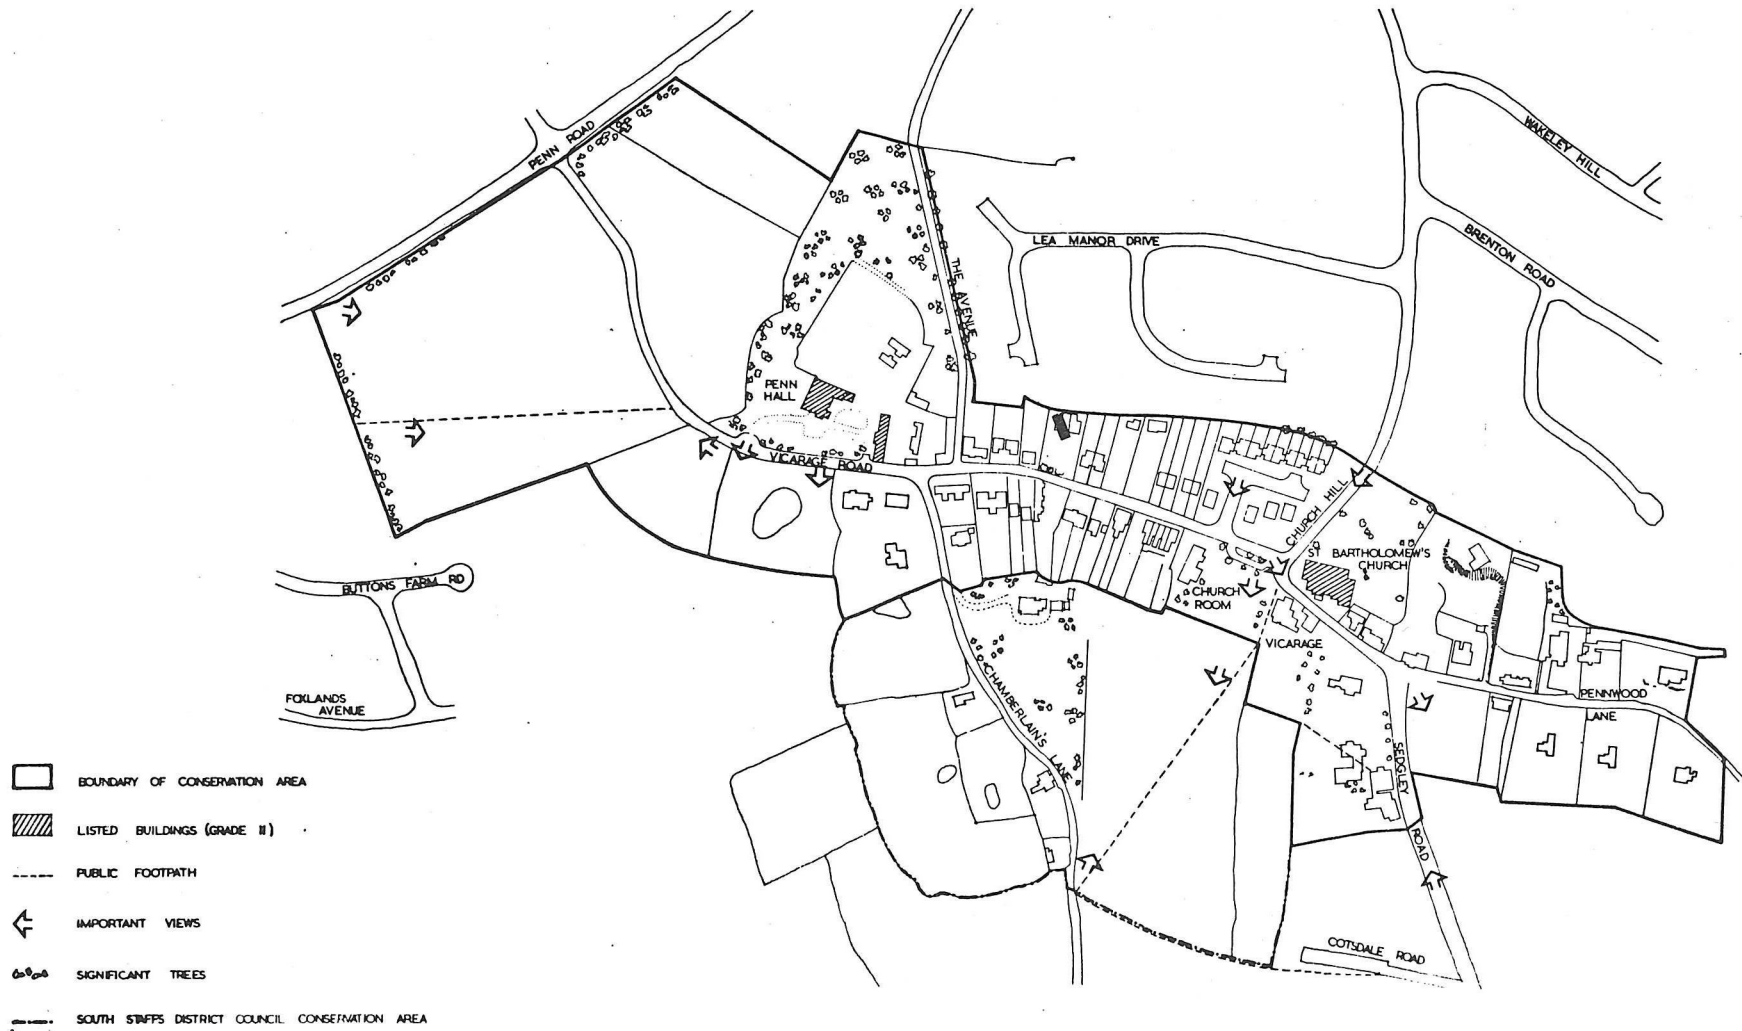 PENN ROAD
WAKELEY HILL
BRENTON ROAD
LEA MANOR DRIVE
THE AVENUE
PENN
HALL
VICARAGE ROAD
CHURCH HILL
ST BARTHOLOMEW'S
CHURCH
CHURCH
ROOM
VICARAGE
BUTTONS FARM RD
FOXLANDS
AVENUE
CHAMBERLAIN'S
LANE
PENNWOOD
LANE
SEDGLEY
ROAD
COTSDALE ROAD
BOUNDARY OF CONSERVATION AREA
LISTED BUILDINGS (GRADE II)
PUBLIC FOOTPATH
IMPORTANT VIEWS
SIGNIFICANT TREES
SOUTH STAFFS DISTRICT COUNCIL CONSERVATION AREA